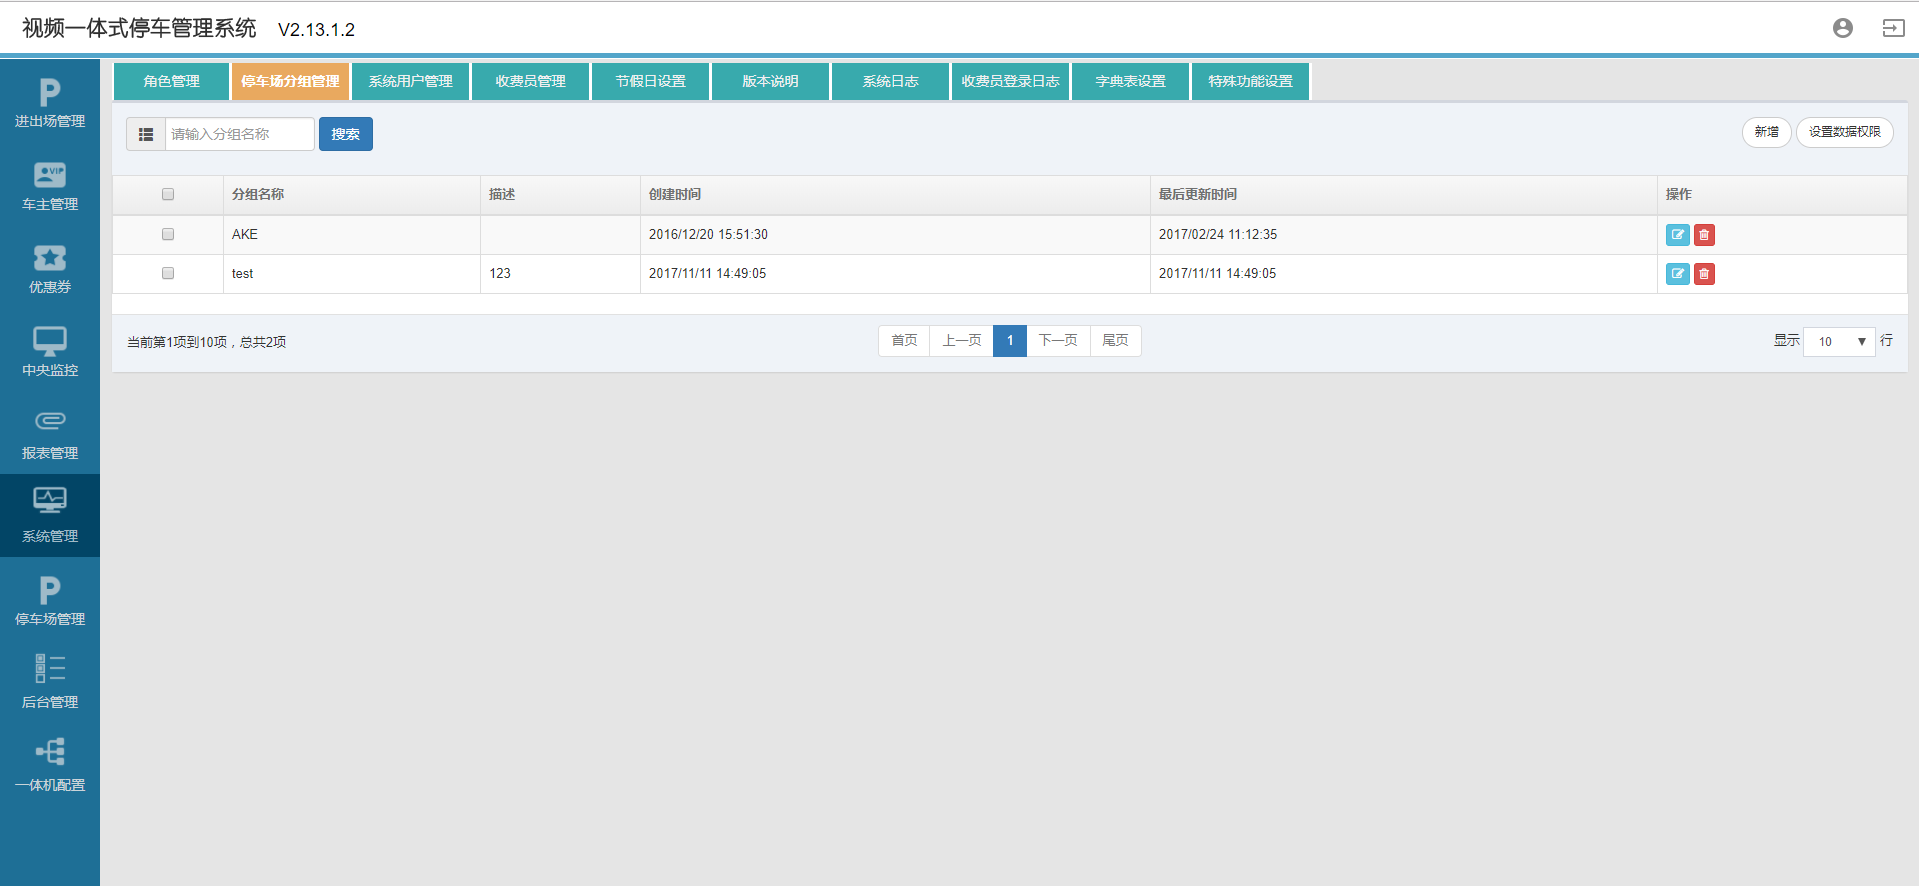 视频一体式停车管理系统 V2.13.1.2
进出场管理
车主管理
优惠券
中央监控
报表管理
系统管理
停车场管理
后台管理
一体机配置
角色管理 停车场分组管理 系统用户管理 收费员管理 节假日设置 版本说明 系统日志 收费员登录日志 字典表设置 特殊功能设置
请输入分组名称 搜索 新增 设置数据权限
分组名称 描述 创建时间 最后更新时间 操作
AKE 2016/12/20 15:51:30 2017/02/24 11:12:35
test 123 2017/11/11 14:49:05 2017/11/11 14:49:05
当前第1项到10项，总共2项 首页 上一页 1 下一页 尾页 显示 10 行